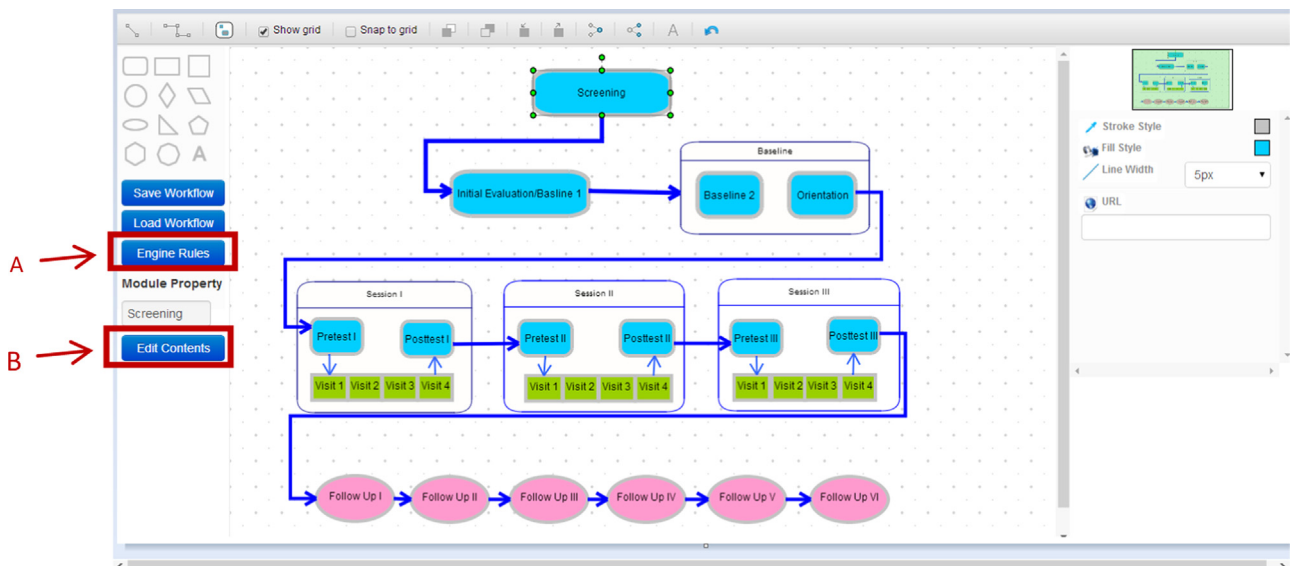 Show grid
Snap to grid
A
A
Save Workflow
Load Workflow
Engine Rules
A
Module Property
Screening
Edit Contents
B
Screening
Initial Evaluation/Basline 1
Baseline
Baseline 2
Orientation
Session I
Pretest I
Posttest I
Visit 1
Visit 2
Visit 3
Visit 4
Session II
Pretest II
Posttest II
Visit 1
Visit 2
Visit 3
Visit 4
Session III
Pretest III
Posttest III
Visit 1
Visit 2
Visit 3
Visit 4
Follow Up I
Follow Up II
Follow Up III
Follow Up IV
Follow Up V
Follow Up VI
Stroke Style
Fill Style
Line Width
5px
URL